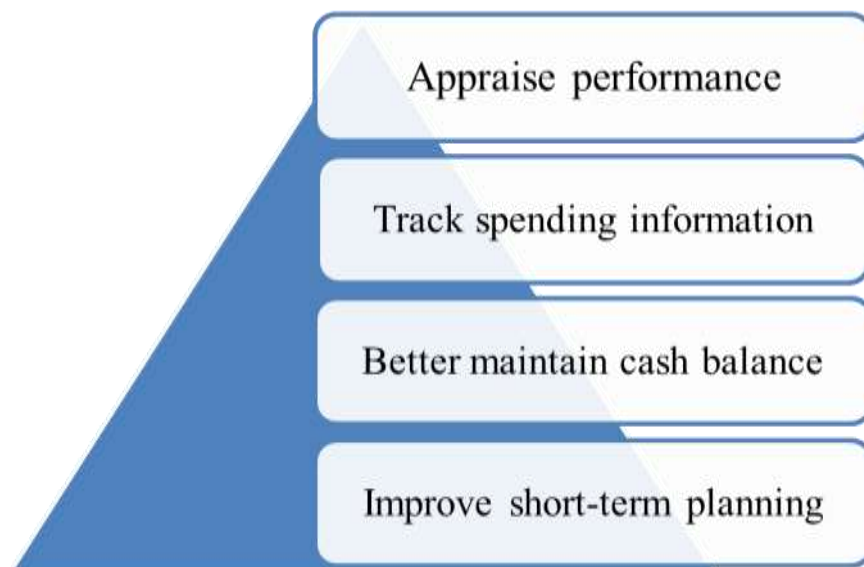 Appraise performance
Track spending information
Better maintain cash balance
Improve short-term planning